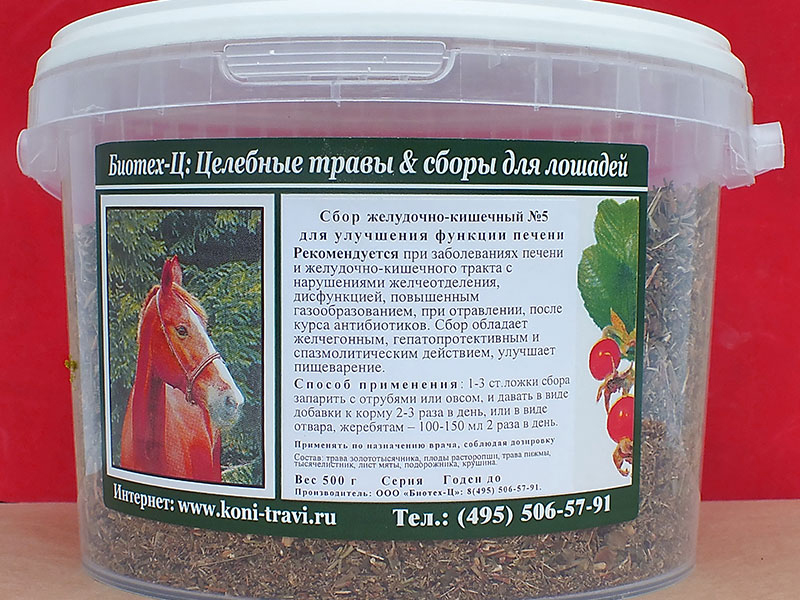 Биотех-Ц: Целебные травы & сборы для лошадей
Сбор желудочно-кишечный №5
для улучшения функции печени
Рекомендуется при заболеваниях печени
и желудочно-кишечного тракта с
нарушениями желчеотделения,
дисфункцией, повышенным
газообразованием, при отравлении, после
курса антибиотиков. Сбор обладает
желчегонным, гепатопротективным и
спазмолитическим действием, улучшает
пищеварение.
Способ применения: 1-3 ст.ложки сбора
запарить с отрубями или овсом, и давать в виде
добавки к корму 2-3 раза в день, или в виде
отвара, жеребятам – 100-150 мл 2 раза в день.
Применять по назначению врача, соблюдая дозировку
Состав: трава золототысячника, плоды расторопши, трава пижмы,
тысячелистник, лист мяты, подорожника, крушина.
Вес 500 г Серия Годен до
Производитель: ООО «Биотех-Ц»: 8(495) 506-57-91.
Интернет: www.koni-travi.ru
Тел.: (495) 506-57-91